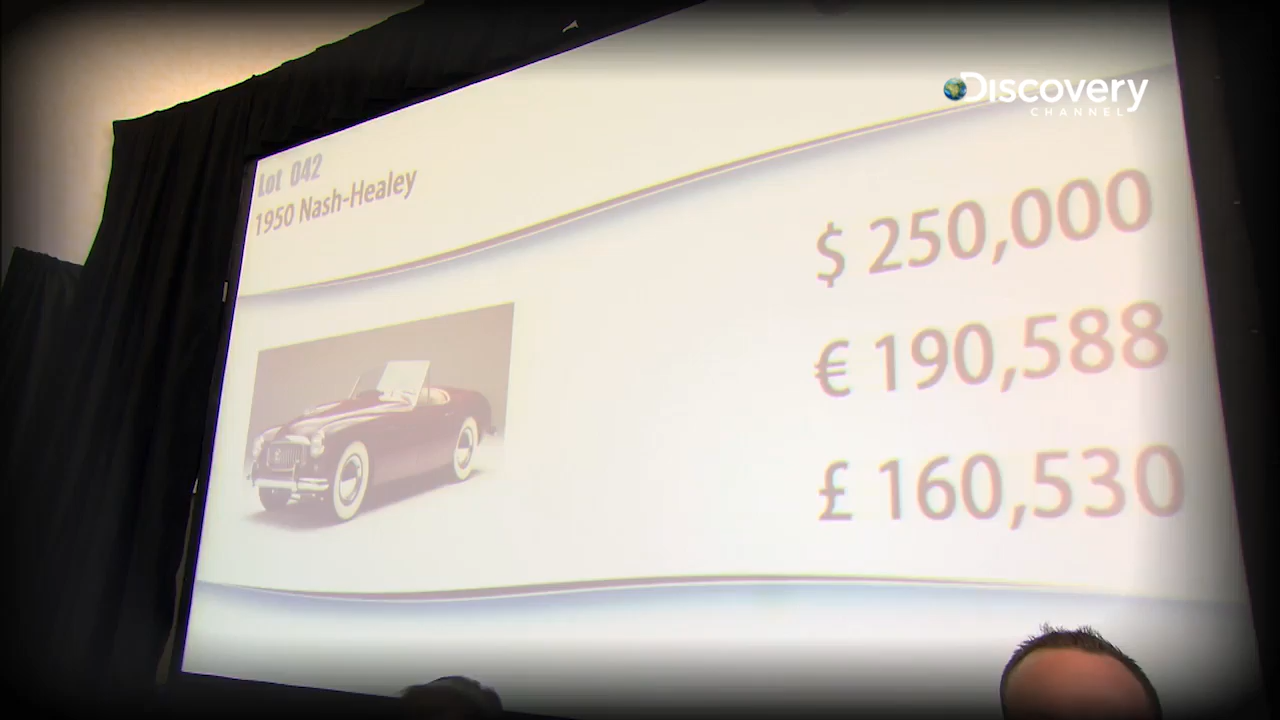 Discovery
CHANNEL
Lot 042
1950 Nash-Healey
$ 250,000
€ 190,588
£ 160,530